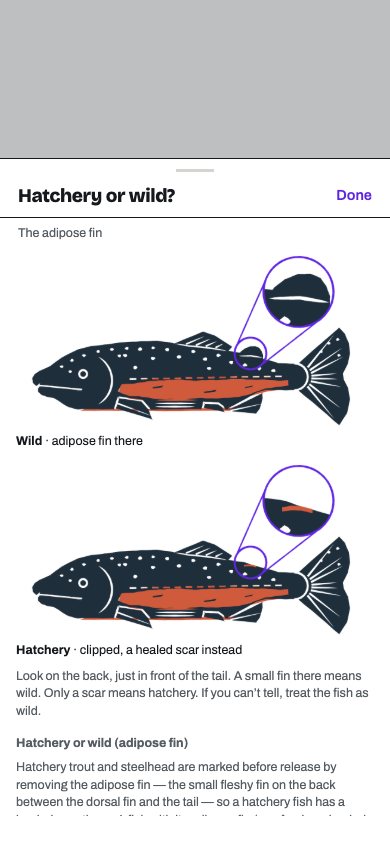 Hatchery or wild?
Done
The adipose fin
Wild · adipose fin there
Hatchery · clipped, a healed scar instead
Look on the back, just in front of the tail. A small fin there means
wild. Only a scar means hatchery. If you can’t tell, treat the fish as
wild.
Hatchery or wild (adipose fin)
Hatchery trout and steelhead are marked before release by
removing the adipose fin — the small fleshy fin on the back
between the dorsal fin and the tail — so a hatchery fish has a